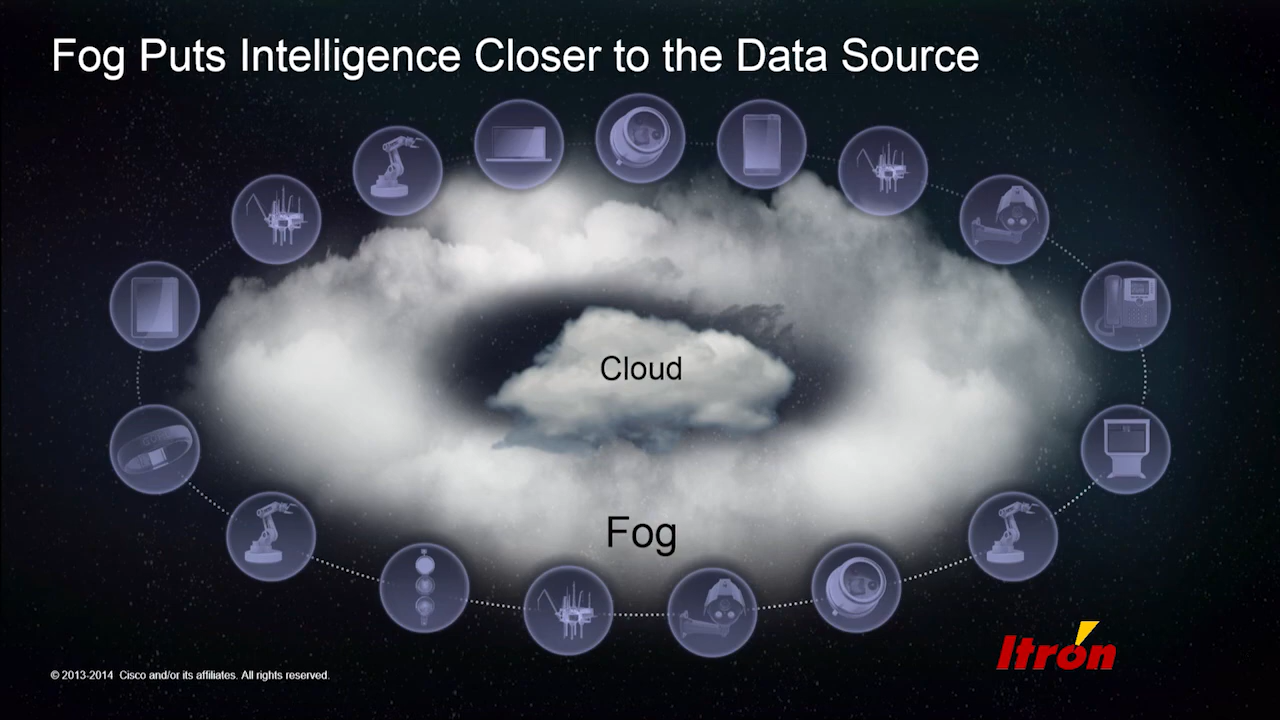 Fog Puts Intelligence Closer to the Data Source
Cloud
Fog
Itron
© 2013-2014 Cisco and/or its affiliates. All rights reserved.